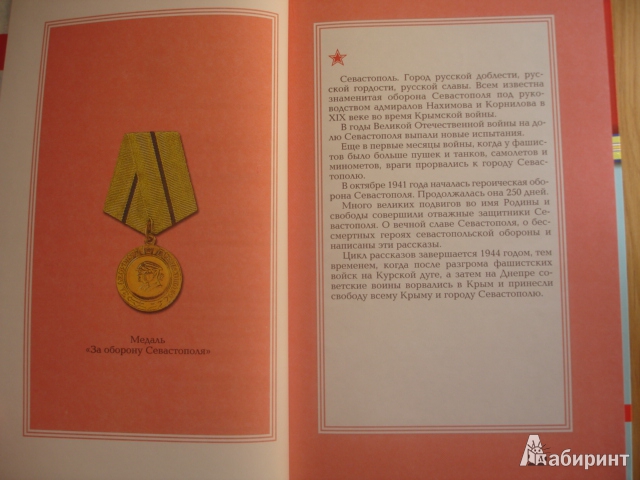 Медаль
«За оборону Севастополя»
Севастополь. Город русской доблести, рус-
ской гордости, русской славы. Всем известна
знаменитая оборона Севастополя под руко-
водством адмиралов Нахимова и Корнилова в
XIX веке во время Крымской войны.
В годы Великой Отечественной войны на до-
лю Севастополя выпали новые испытания.
Еще в первые месяцы войны, когда у фашис-
тов было больше пушек и танков, самолетов и
минометов, враги прорвались к городу Севас-
тополю.
В октябре 1941 года началась героическая обо-
рона Севастополя. Продолжалась она 250 дней.
Много великих подвигов во имя Родины и
свободы совершили отважные защитники Се-
вастополя. О вечной славе Севастополя, о бес-
смертных героях севастопольской обороны и
написаны эти рассказы.
Цикл рассказов завершается 1944 годом, тем
временем, когда после разгрома фашистских
войск на Курской дуге, а затем на Днепре со-
ветские воины ворвались в Крым и принесли
свободу всему Крыму и городу Севастополю.
Лабиринт